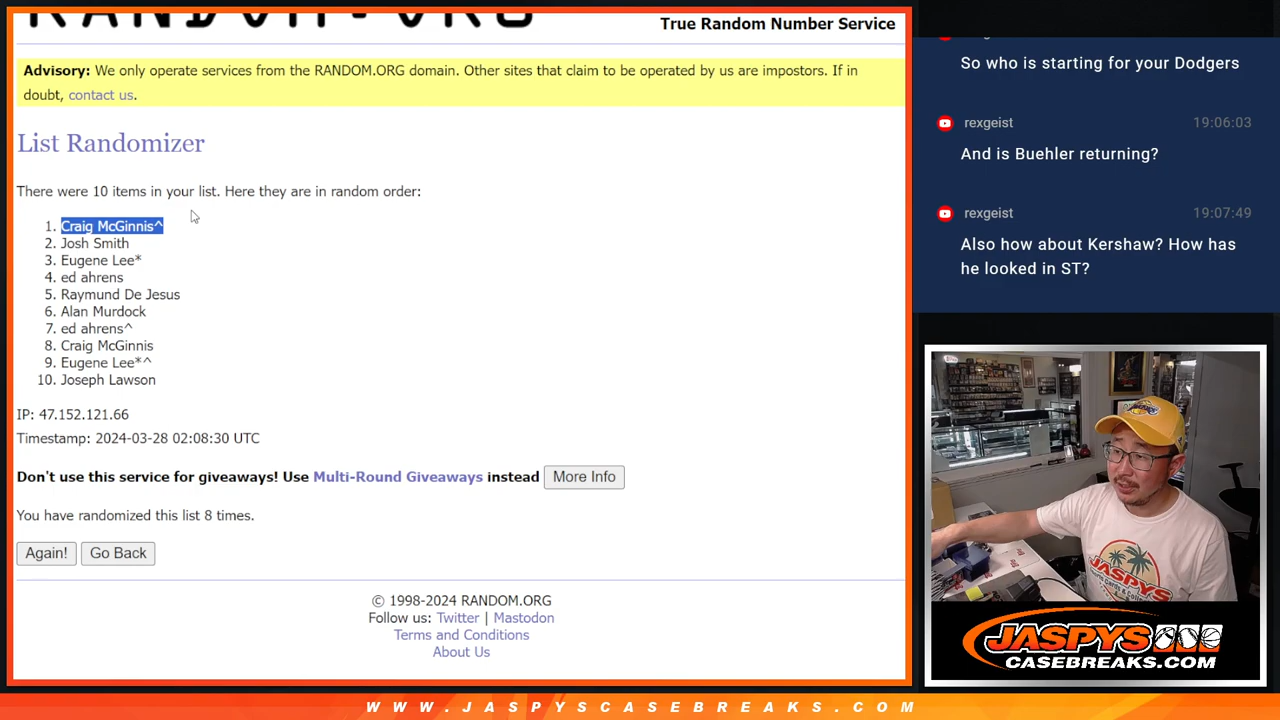 RANDOM.ORG
True Random Number Service
Advisory: We only operate services from the RANDOM.ORG domain. Other sites that claim to be operated by us are impostors. If in
doubt, contact us.
List Randomizer
There were 10 items in your list. Here they are in random order:
1. Craig McGinnis^
2. Josh Smith
3. Eugene Lee*
4. ed ahrens
5. Raymund De Jesus
6. Alan Murdock
7. ed ahrens^
8. Craig McGinnis
9. Eugene Lee*^
10. Joseph Lawson
IP: 47.152.121.66
Timestamp: 2024-03-28 02:08:30 UTC
Don't use this service for giveaways! Use Multi-Round Giveaways instead More Info
You have randomized this list 8 times.
Again! Go Back
© 1998-2024 RANDOM.ORG
Follow us: Twitter | Mastodon
Terms and Conditions
About Us
So who is starting for your Dodgers
rexgeist 19:06:03
And is Buehler returning?
rexgeist 19:07:49
Also how about Kershaw? How has
he looked in ST?
JASPYS
JASPYS
CASEBREAKS.COM
WWW.JASPYSCASEBREAKS.COM